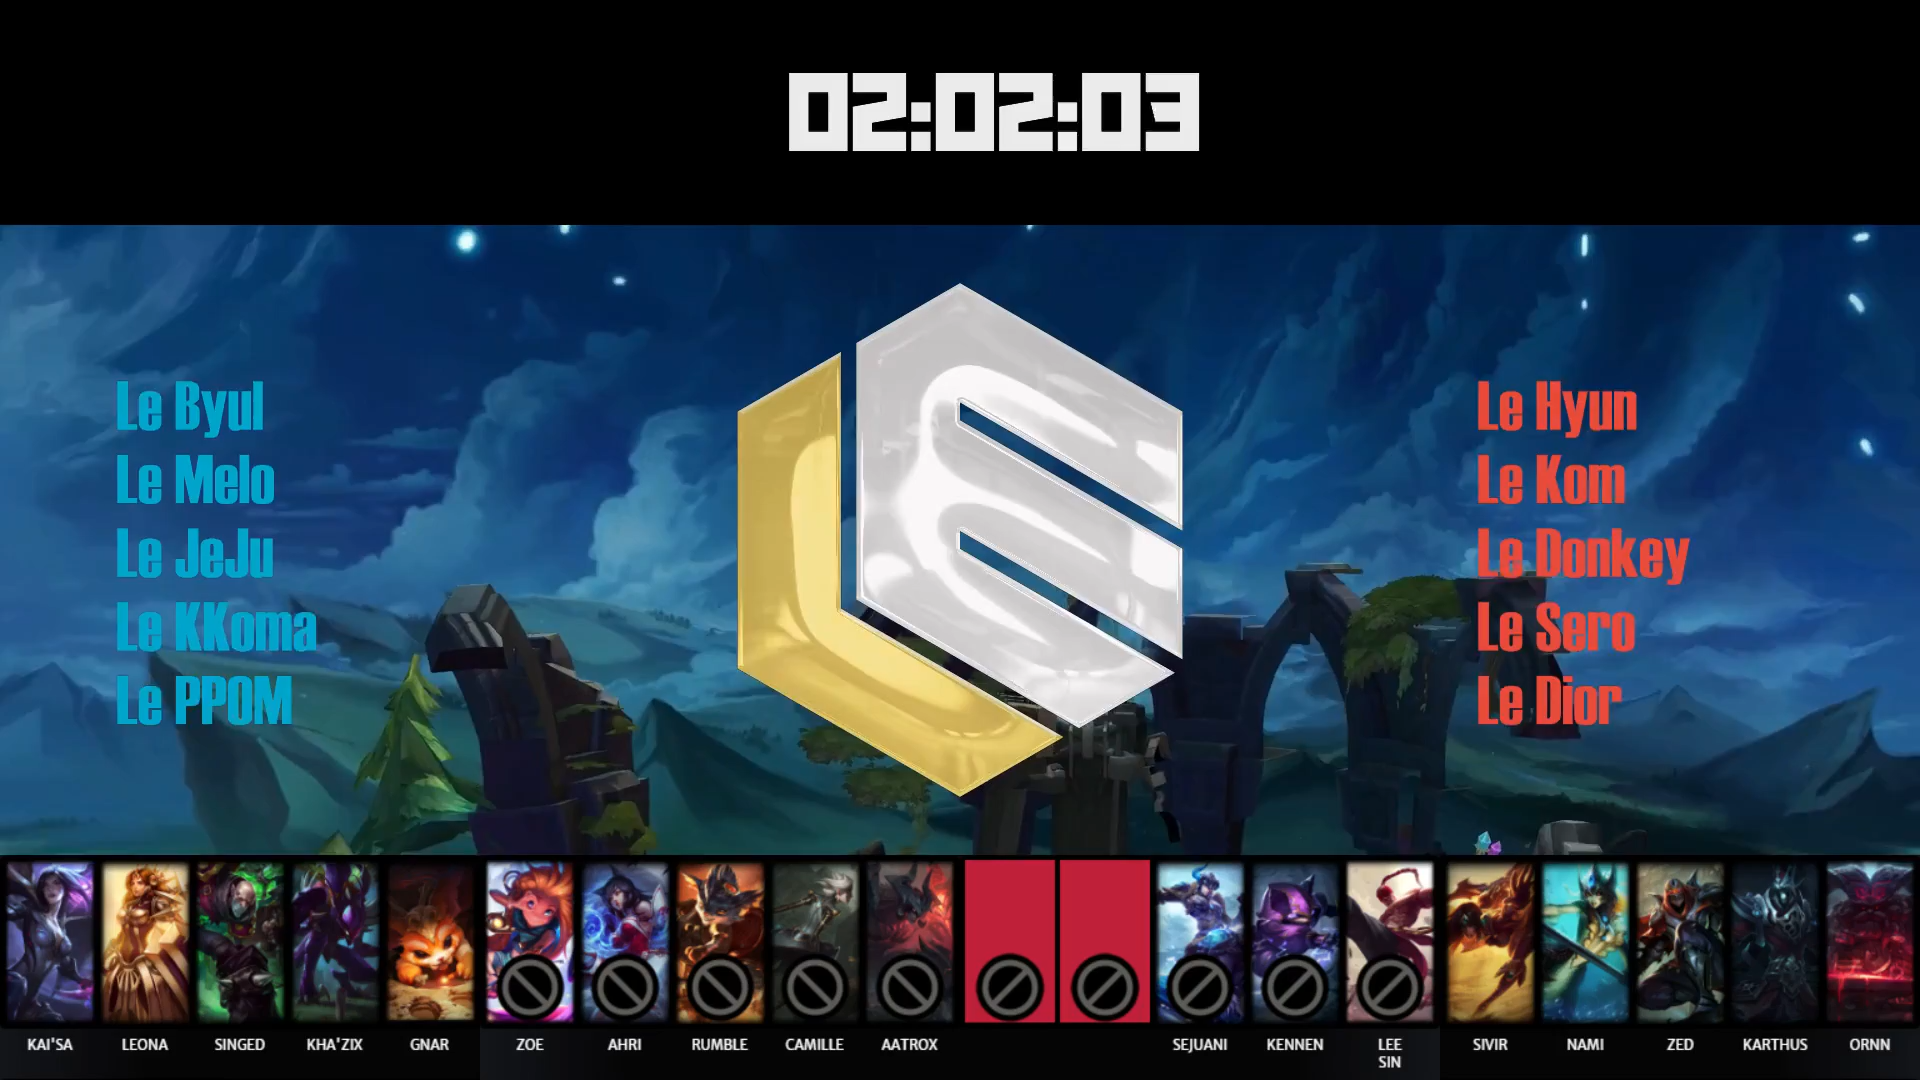 02:02:03
Le Byul
Le Melo
Le JeJu
Le KKoma
Le PPOM
Le Hyun
Le Kom
Le Donkey
Le Sero
Le Dior
KAI'SA
LEONA
SINGED
KHA'ZIX
GNAR
ZOE
AHRI
RUMBLE
CAMILLE
AATROX
SEJUANI
KENNEN
LEE
SIN
SIVIR
NAMI
ZED
KARTHUS
ORNN